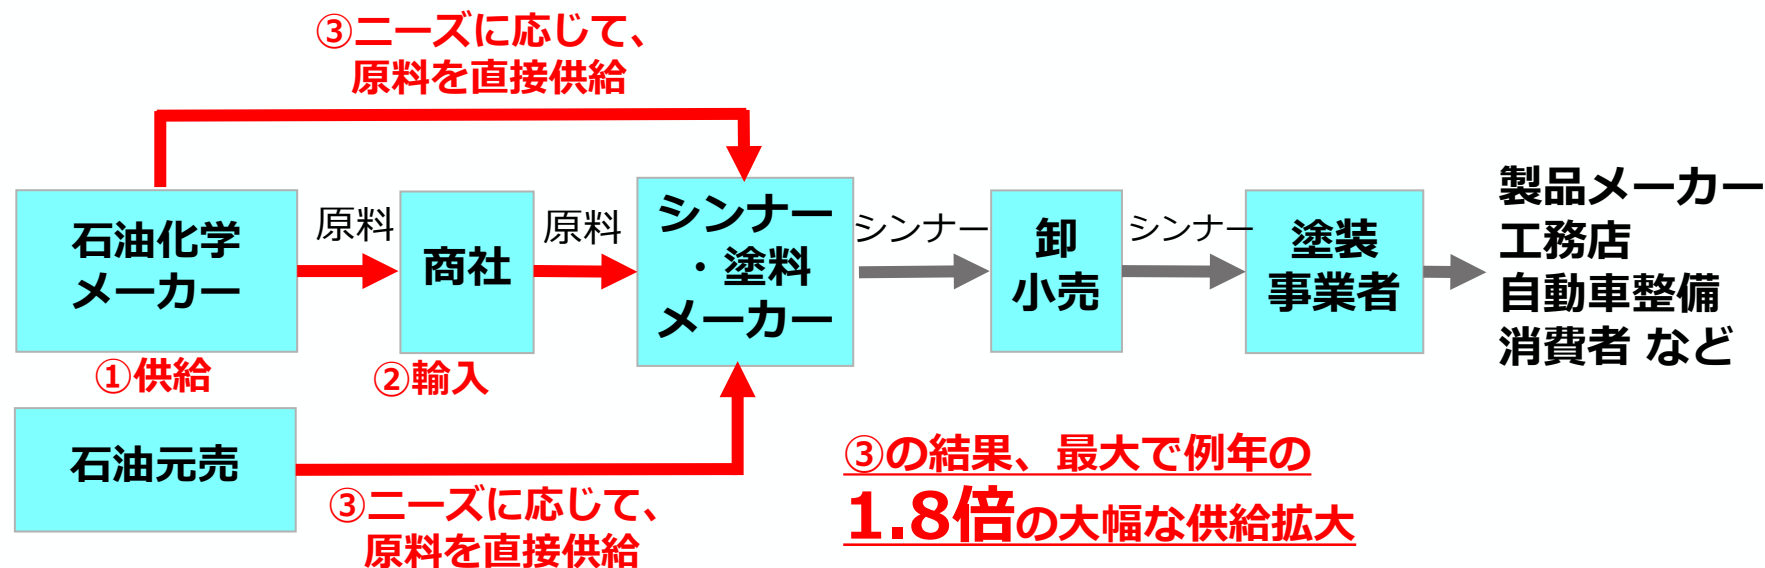 ③ニーズに応じて、
原料を直接供給
石油化学
メーカー
原料
商社
原料
シンナー
・塗料
メーカー
シンナー
卸
小売
シンナー
塗装
事業者
製品メーカー
工務店
自動車整備
消費者 など
①供給
②輸入
石油元売
③ニーズに応じて、
原料を直接供給
③の結果、最大で例年の
1.8倍の大幅な供給拡大